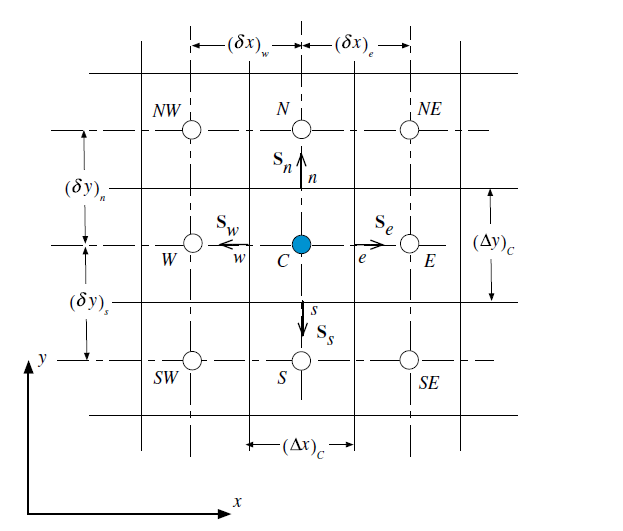 (δx)w (δx)e
NW N NE
Sn n
(δy)n
Sw Se
(Δy)C
W w C e E
(δy)s
s Ss
y
SW S SE
(Δx)C
x